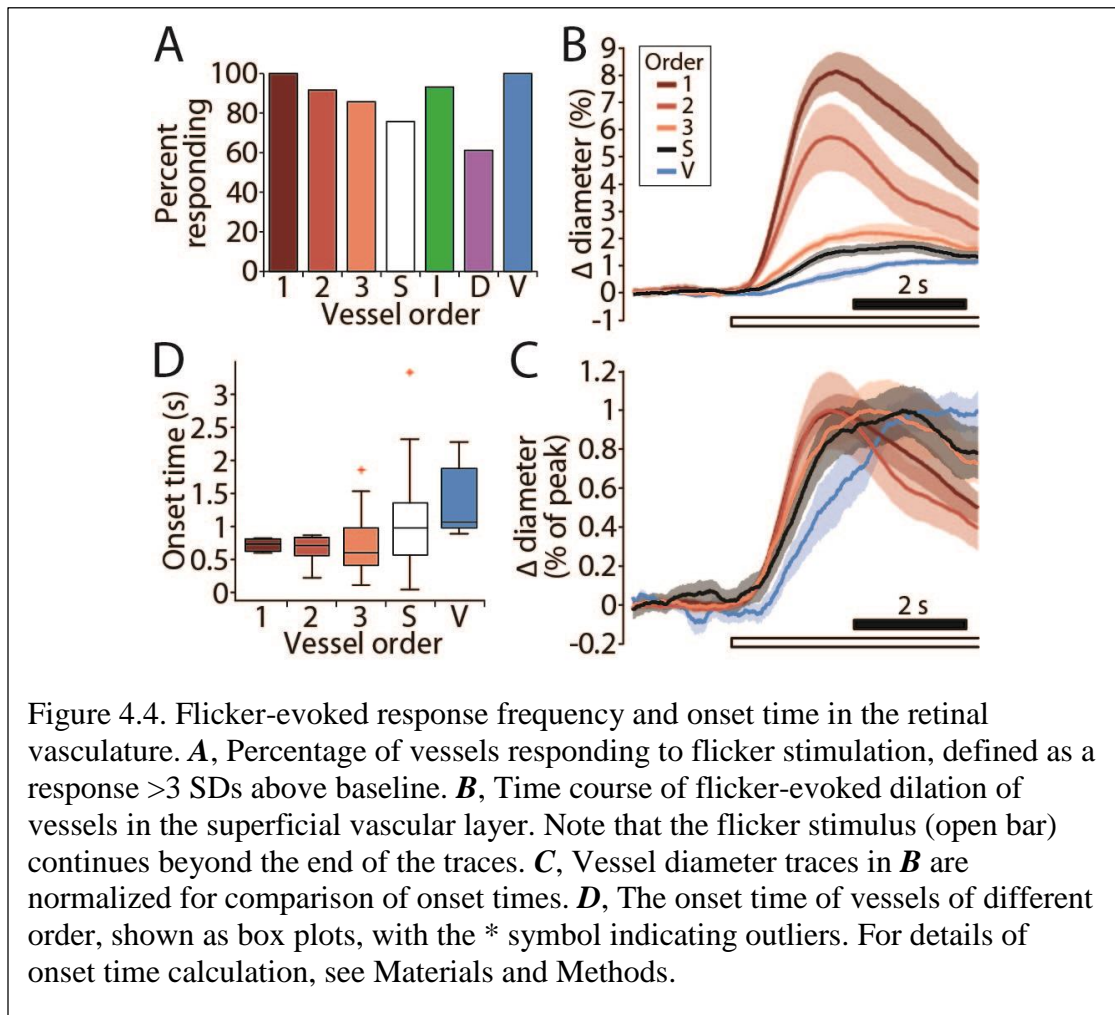 A
Percent
responding
100
80
60
40
20
0
1 2 3 S I D V
Vessel order
B
Δ diameter (%)
9
8
7
6
5
4
3
2
1
0
-1
Order
1
2
3
S
V
2 s
D
Onset time (s)
3
2.5
2
1.5
1
0.5
0
1 2 3 S V
Vessel order
C
Δ diameter
(% of peak)
1.2
1
0.8
0.6
0.4
0.2
0
-0.2
2 s
Figure 4.4. Flicker-evoked response frequency and onset time in the retinal
vasculature. A, Percentage of vessels responding to flicker stimulation, defined as a
response >3 SDs above baseline. B, Time course of flicker-evoked dilation of
vessels in the superficial vascular layer. Note that the flicker stimulus (open bar)
continues beyond the end of the traces. C, Vessel diameter traces in B are
normalized for comparison of onset times. D, The onset time of vessels of different
order, shown as box plots, with the * symbol indicating outliers. For details of
onset time calculation, see Materials and Methods.